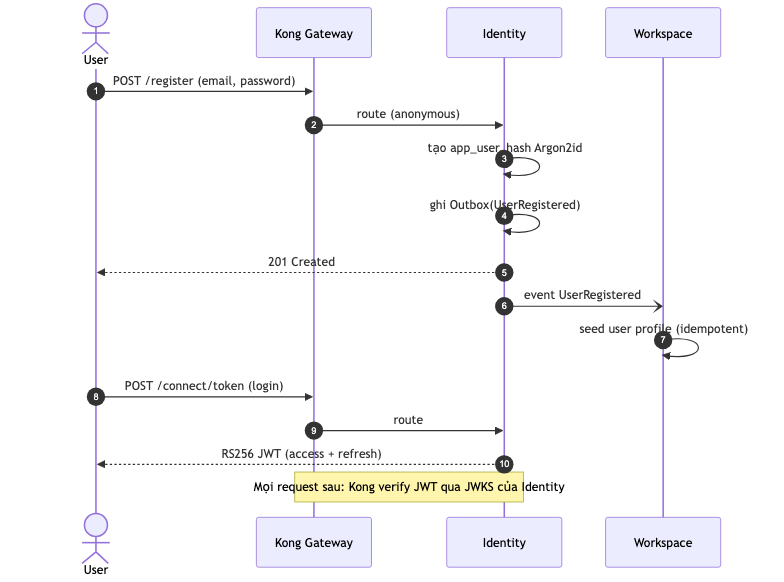 User
Kong Gateway
Identity
Workspace
1
POST /register (email, password)
2
route (anonymous)
tạo app_user, hash Argon2id
3
ghi Outbox(UserRegistered)
4
201 Created
5
6
event UserRegistered
seed user profile (idempotent)
7
8
POST /connect/token (login)
9
route
RS256 JWT (access + refresh)
10
Mọi request sau: Kong verify JWT qua JWKS của Identity
User
Kong Gateway
Identity
Workspace